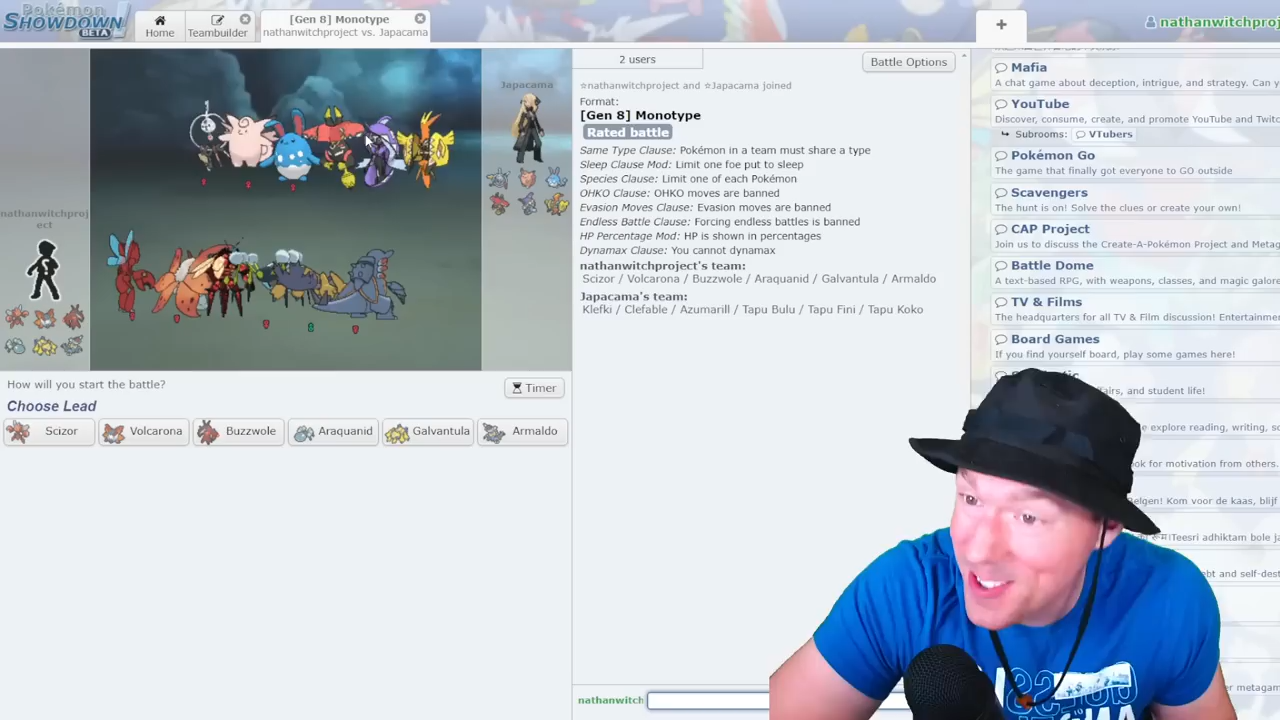 Pokémon
SHOWDOWN!
BETA
Home
Teambuilder
[Gen 8] Monotype
nathanwitchproject vs. Japacama
+
nathanwitchpro
nathanwitchproj
ect
Japacama
How will you start the battle?
Timer
Choose Lead
Scizor
Volcarona
Buzzwole
Araquanid
Galvantula
Armaldo
2 users
Battle Options
☆nathanwitchproject and ☆Japacama joined
Format:
[Gen 8] Monotype
Rated battle
Same Type Clause: Pokémon in a team must share a type
Sleep Clause Mod: Limit one foe put to sleep
Species Clause: Limit one of each Pokémon
OHKO Clause: OHKO moves are banned
Evasion Moves Clause: Evasion moves are banned
Endless Battle Clause: Forcing endless battles is banned
HP Percentage Mod: HP is shown in percentages
Dynamax Clause: You cannot dynamax
nathanwitchproject's team:
Scizor / Volcarona / Buzzwole / Araquanid / Galvantula / Armaldo
Japacama's team:
Klefki / Clefable / Azumarill / Tapu Bulu / Tapu Fini / Tapu Koko
nathanwitch
Mafia
A chat game about deception, intrigue, and strategy. Can y
YouTube
Discover, consume, create, and promote YouTube and Twitc
↳ Subrooms: VTubers
Pokémon Go
The game that finally got everyone to GO outside
Scavengers
The hunt is on! Solve the clues or create your own!
CAP Project
Join us to discuss the Create-A-Pokémon Project and Metag
Battle Dome
A text-based RPG, with weapons, classes, and magic galore
TV & Films
The headquarters for all TV & Film discussion! Entertainmen
Board Games
If you find yourself board, play some games here!
affairs, and student life!
e explore reading, writing, sc
ok for motivation from others.
elgen! Kom voor de kaas, blijf
Teesri adhiktam bole ja
ebt and self-dest
er metagam